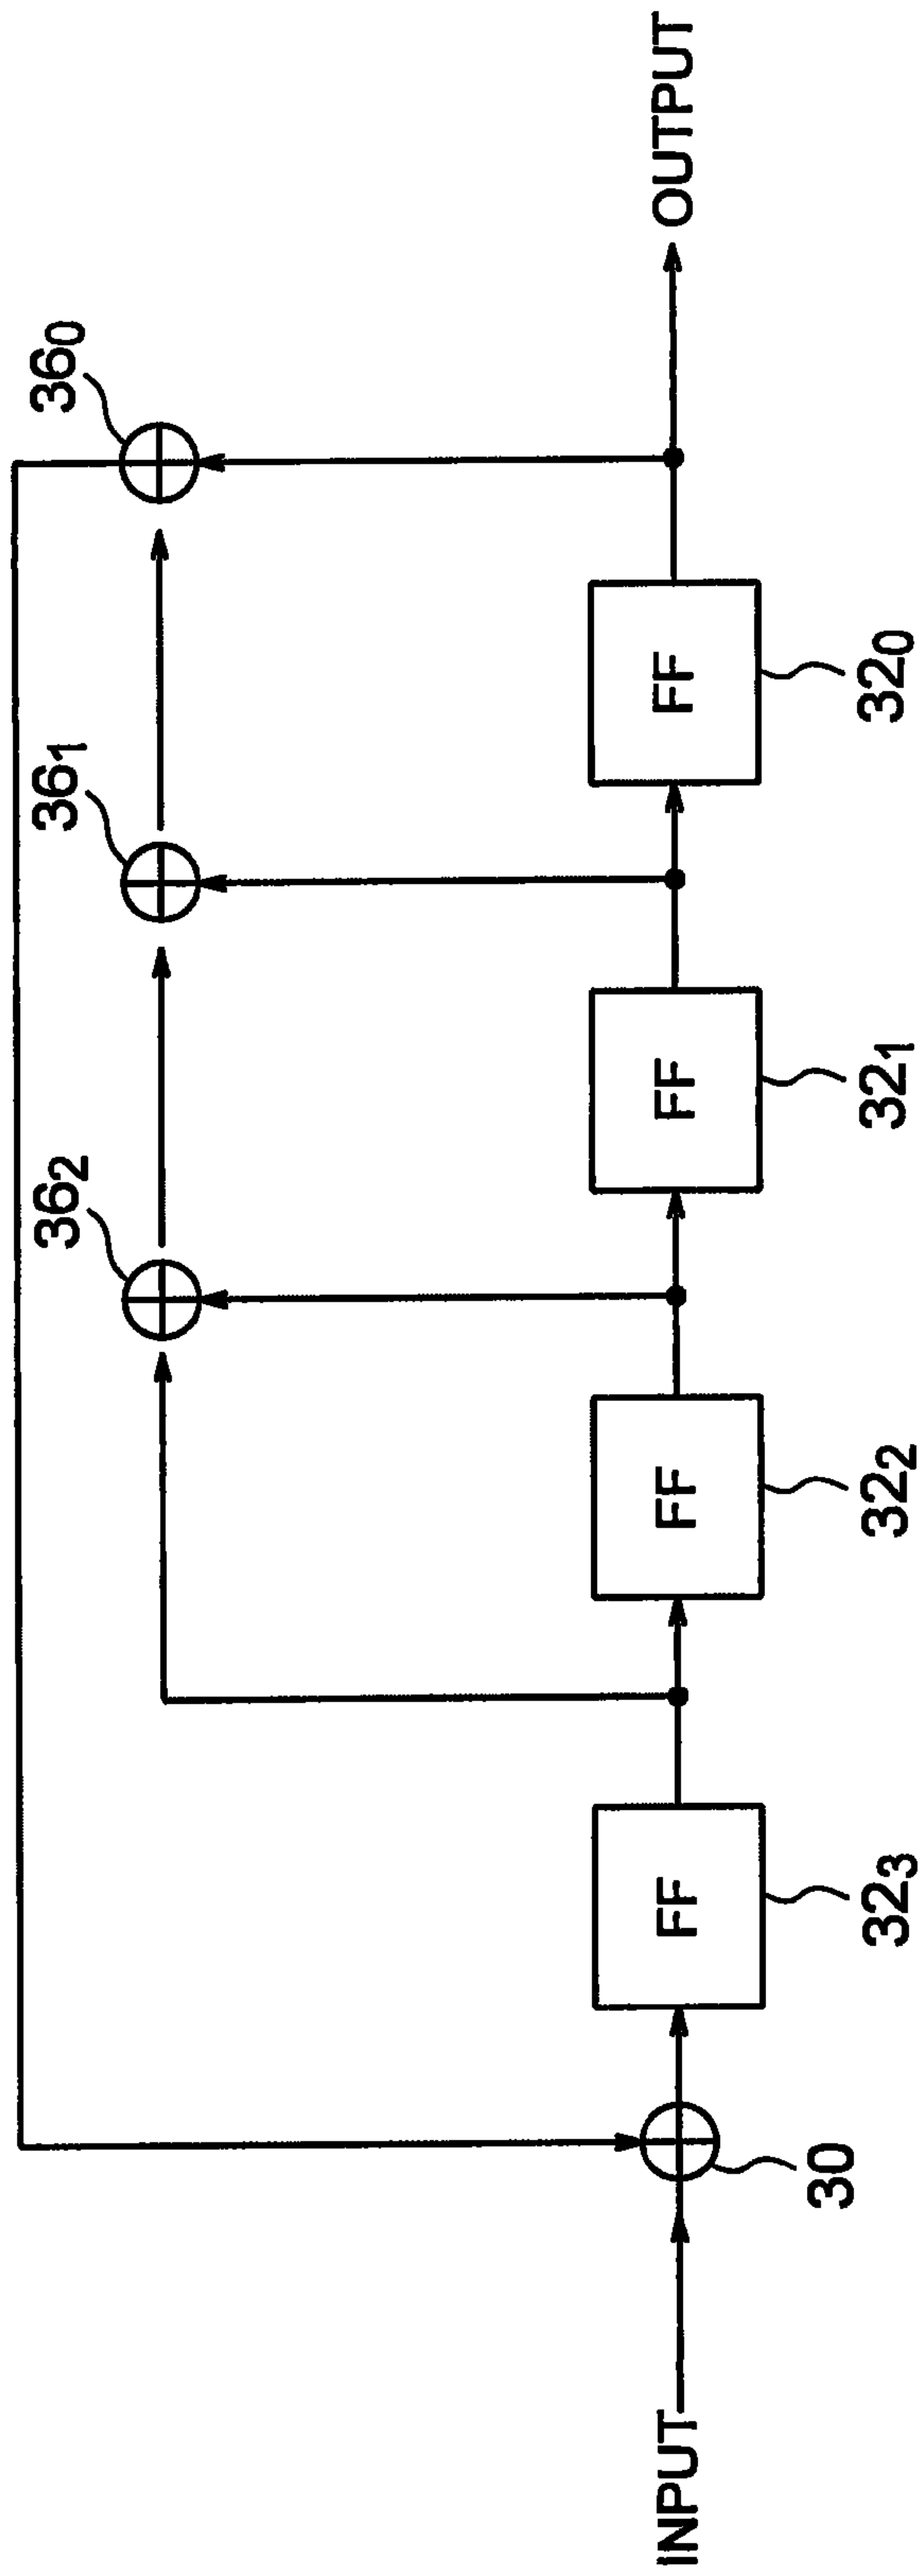 36₂
36₁
36₀
INPUT
FF
FF
FF
FF
OUTPUT
30
32₃
32₂
32₁
32₀